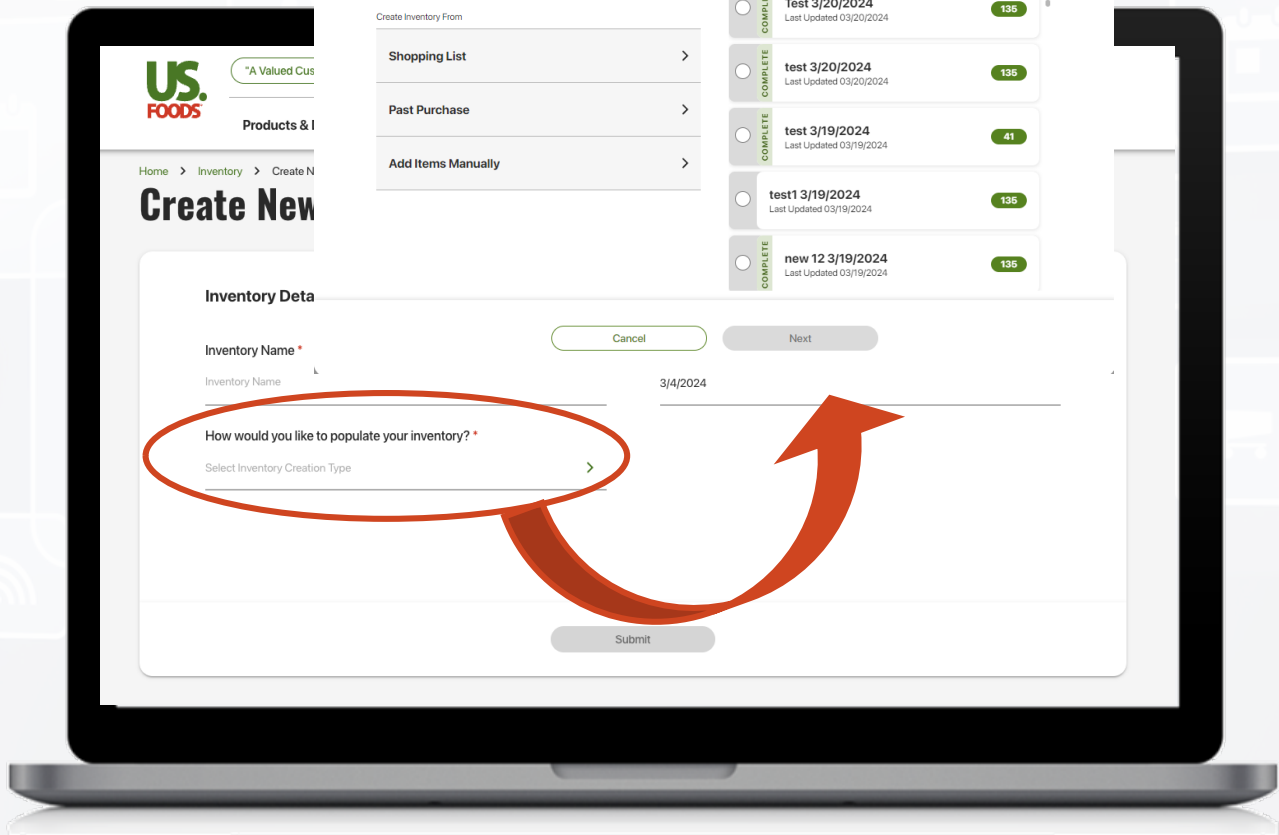 Create Inventory From
Shopping List
Past Purchase
Add Items Manually
Test 3/20/2024
Last Updated 03/20/2024
135
COMPLETE
test 3/20/2024
Last Updated 03/20/2024
135
COMPLETE
test 3/19/2024
Last Updated 03/19/2024
41
test1 3/19/2024
Last Updated 03/19/2024
135
COMPLETE
new 12 3/19/2024
Last Updated 03/19/2024
135
Cancel
Next
US.
FOODS
"A Valued Cus
Products &
Home > Inventory > Create N
Create New
Inventory Deta
Inventory Name *
Inventory Name
3/4/2024
How would you like to populate your inventory? *
Select Inventory Creation Type
Submit